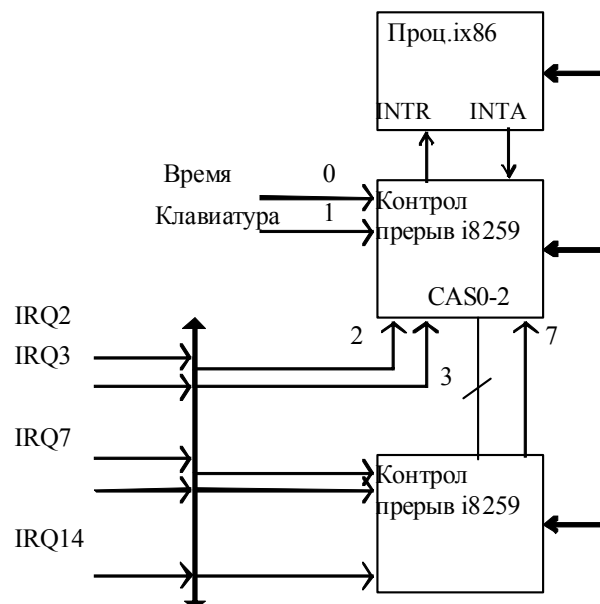 Проц.ix86
INTR INTA
Время 0
Клавиатура 1
Контрол
прерыв i8259
CAS0-2
IRQ2
2
7
IRQ3
3
IRQ7
Контрол
прерыв i8259
IRQ14